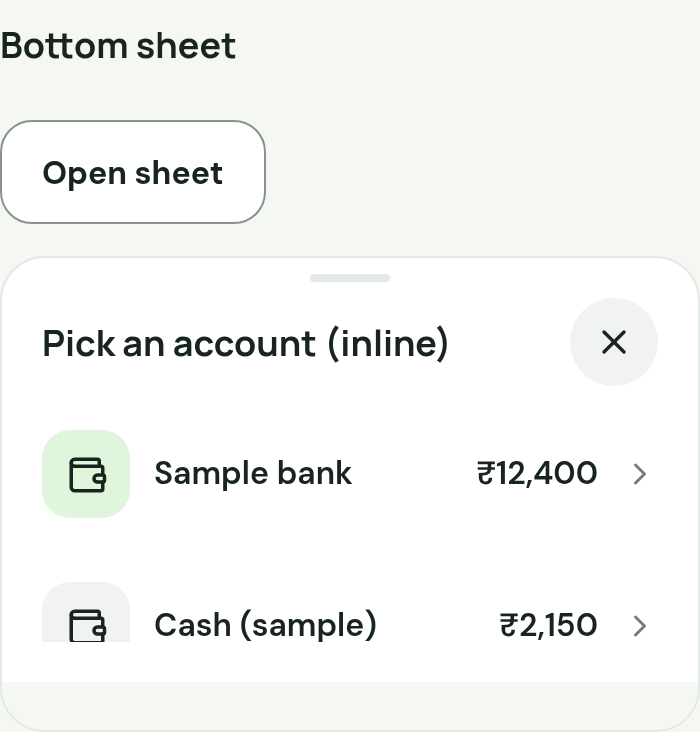 Bottom sheet
Open sheet
Pick an account (inline)
Sample bank ₹12,400
Cash (sample) ₹2,150